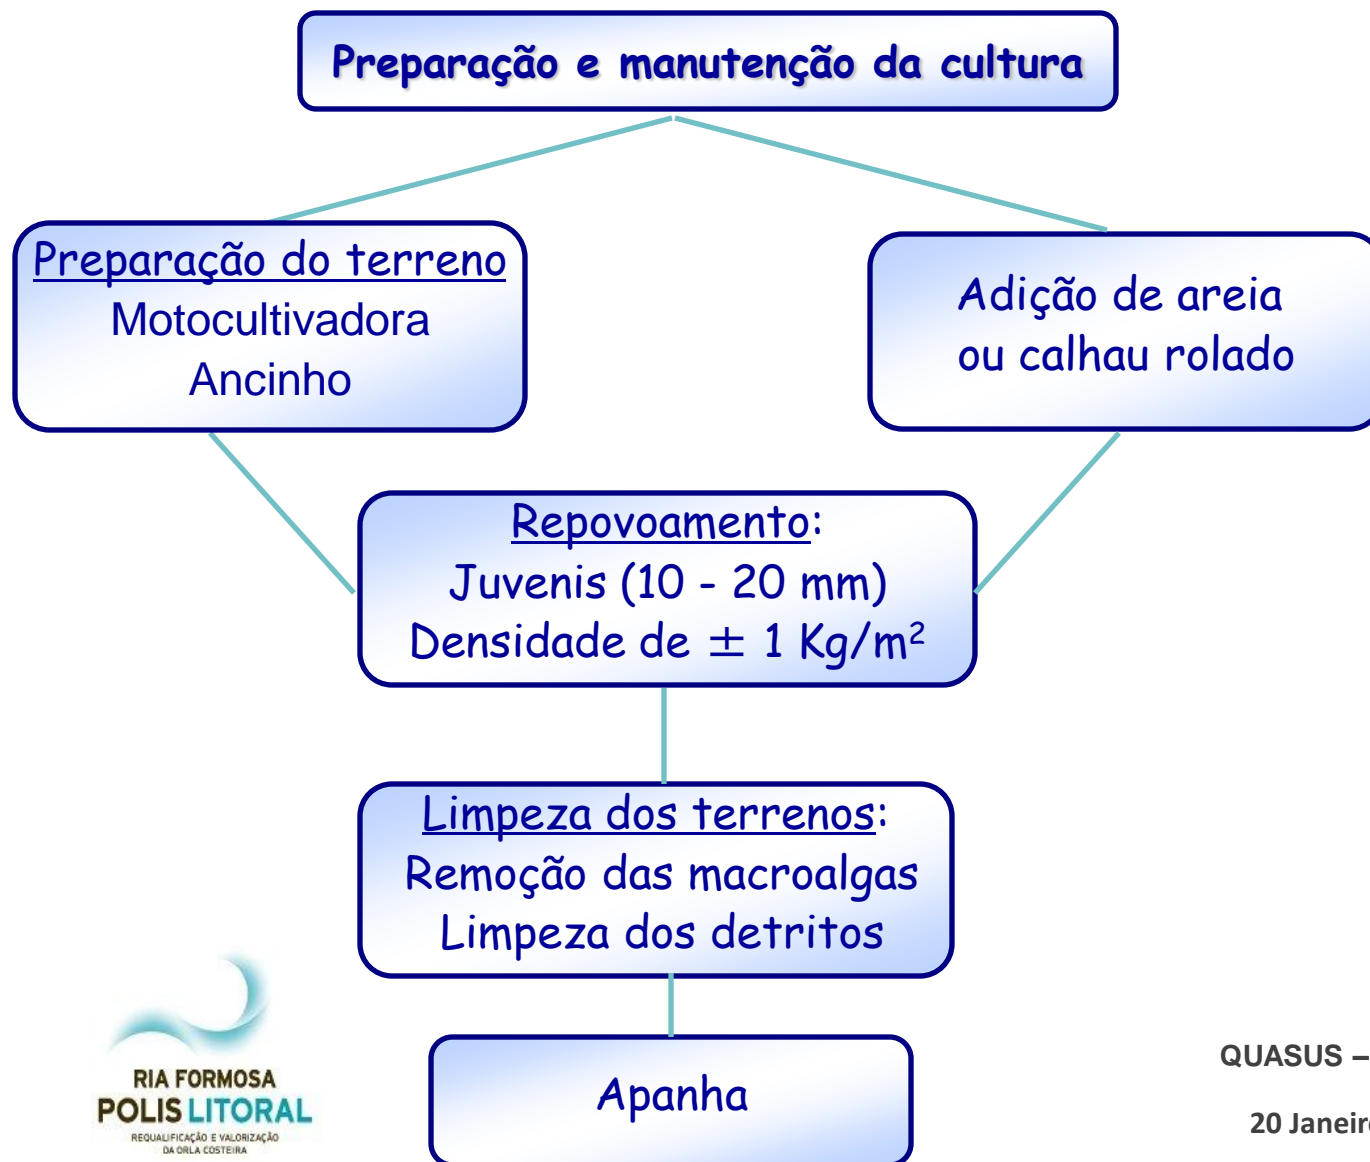 Preparação e manutenção da cultura
Preparação do terreno
Motocultivadora
Ancinho
Adição de areia
ou calhau rolado
Repovoamento:
Juvenis (10 - 20 mm)
Densidade de ± 1 Kg/m²
Limpeza dos terrenos:
Remoção das macroalgas
Limpeza dos detritos
Apanha
RIA FORMOSA
POLIS LITORAL
REQUALIFICAÇÃO E VALORIZAÇÃO
DA ORLA COSTEIRA
QUASUS –
20 Janeir